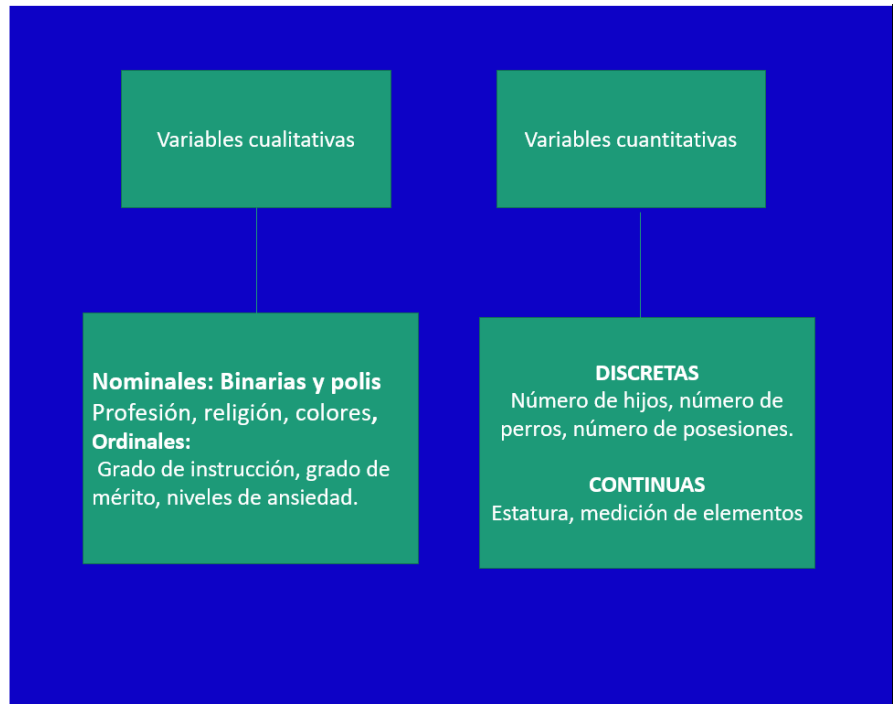 Variables cualitativas
Variables cuantitativas
Nominales: Binarias y polis
Profesión, religión, colores,
Ordinales:
Grado de instrucción, grado de
mérito, niveles de ansiedad.
DISCRETAS
Número de hijos, número de
perros, número de posesiones.
CONTINUAS
Estatura, medición de elementos